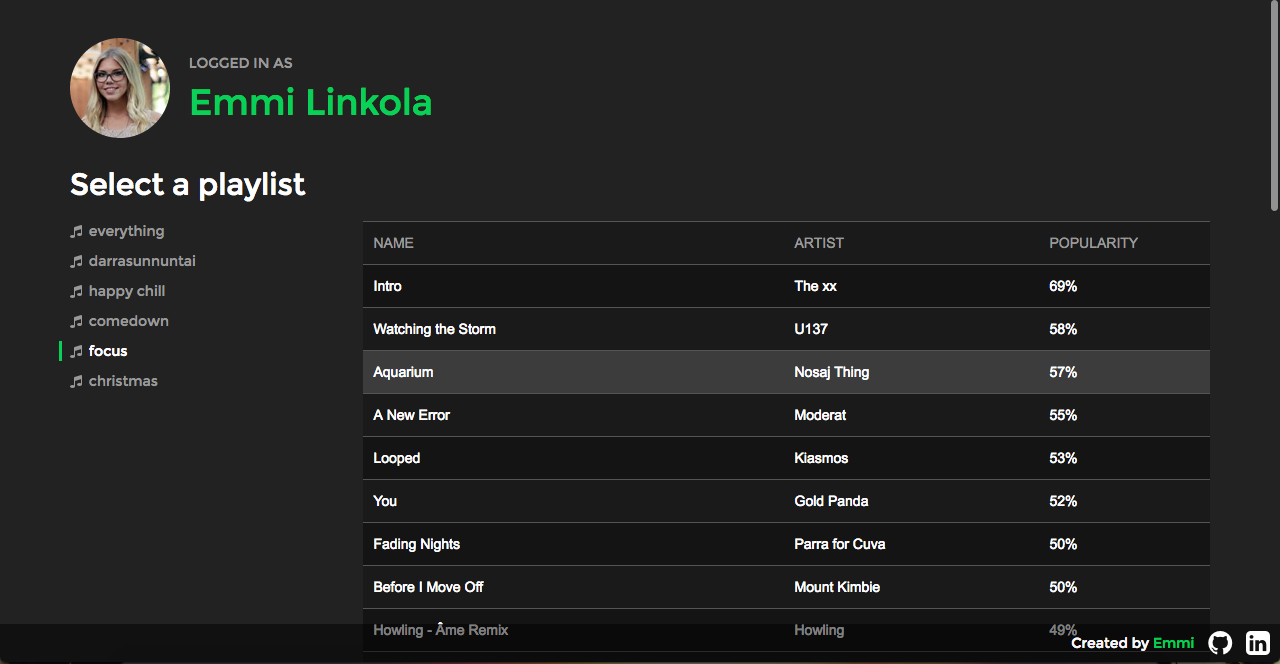 LOGGED IN AS
Emmi Linkola
Select a playlist
everything
darrasunnuntai
happy chill
comedown
focus
christmas
NAME ARTIST POPULARITY
Intro The xx 69%
Watching the Storm U137 58%
Aquarium Nosaj Thing 57%
A New Error Moderat 55%
Looped Kiasmos 53%
You Gold Panda 52%
Fading Nights Parra for Cuva 50%
Before I Move Off Mount Kimbie 50%
Howling - Âme Remix Howling 49%
Created by Emmi
in